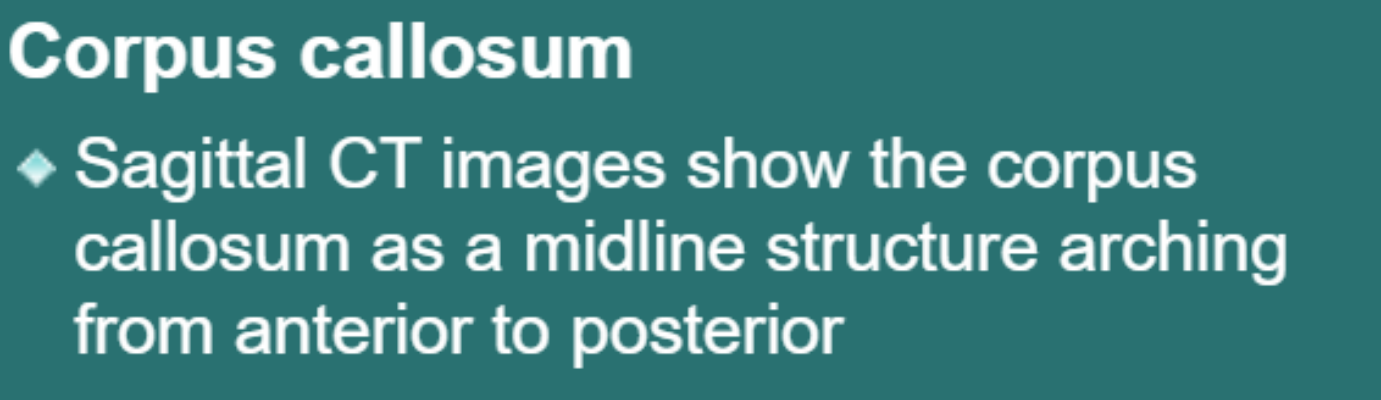 Corpus callosum
Sagittal CT images show the corpus
callosum as a midline structure arching
from anterior to posterior